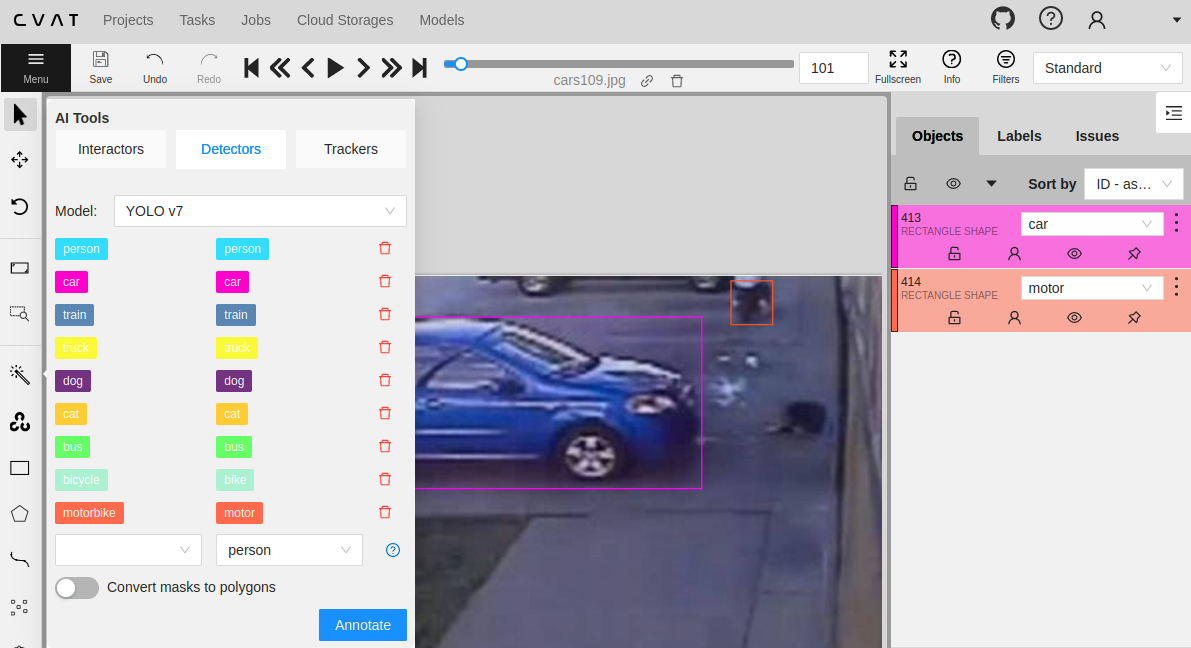 CVAT Projects Tasks Jobs Cloud Storages Models
Menu Save Undo Redo cars109.jpg 101 Fullscreen Info Filters Standard
AI Tools
Interactors Detectors Trackers
Model: YOLO v7
person person
car car
train train
truck truck
dog dog
cat cat
bus bus
bicycle bike
motorbike motor
person
Convert masks to polygons
Annotate
Objects Labels Issues
Sort by ID - as...
413 car
RECTANGLE SHAPE
414 motor
RECTANGLE SHAPE